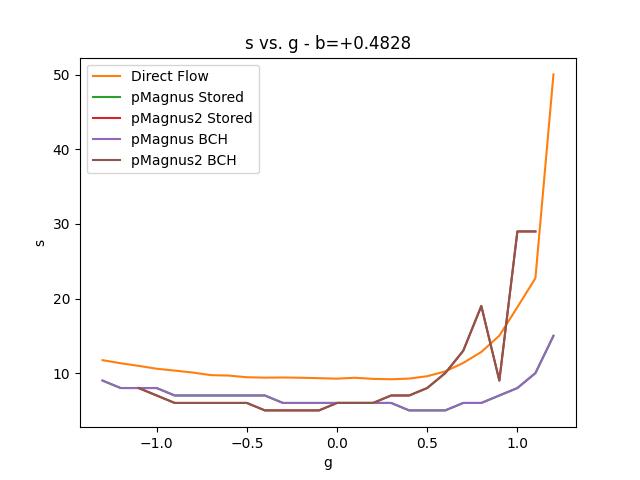 s vs. g - b=+0.4828
Direct Flow
pMagnus Stored
pMagnus2 Stored
pMagnus BCH
pMagnus2 BCH
50
40
30
20
10
s
−1.0 −0.5 0.0 0.5 1.0
g